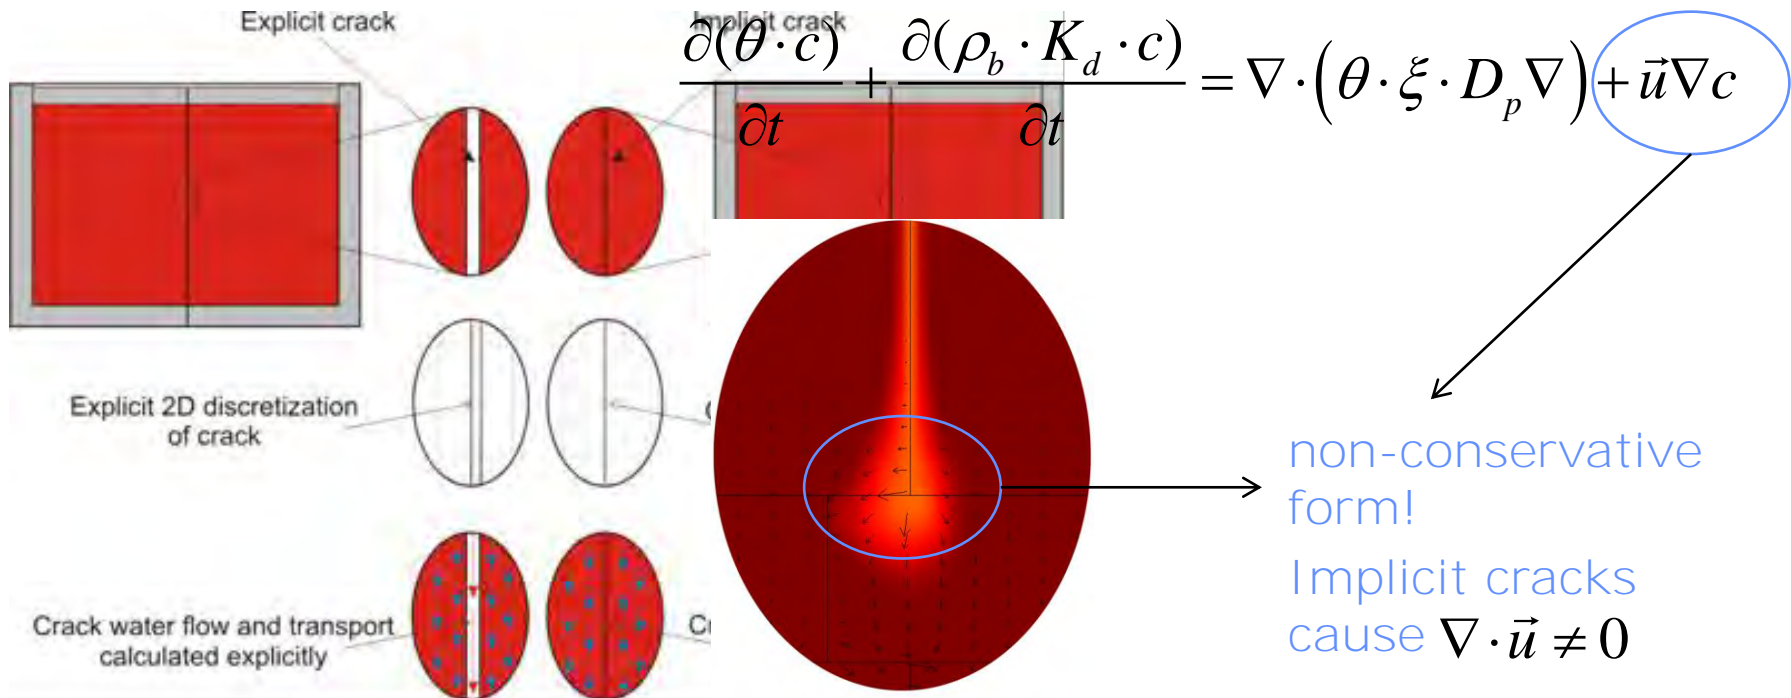 Explicit crack
Implicit crack
∂(θ · c)/∂t + ∂(ρ_b · K_d · c)/∂t = ∇ · (θ · ξ · D_p ∇) + u⃗∇c
Explicit 2D discretization
of crack
non-conservative
form!
Implicit cracks
cause ∇ · u⃗ ≠ 0
Crack water flow and transport
calculated explicitly